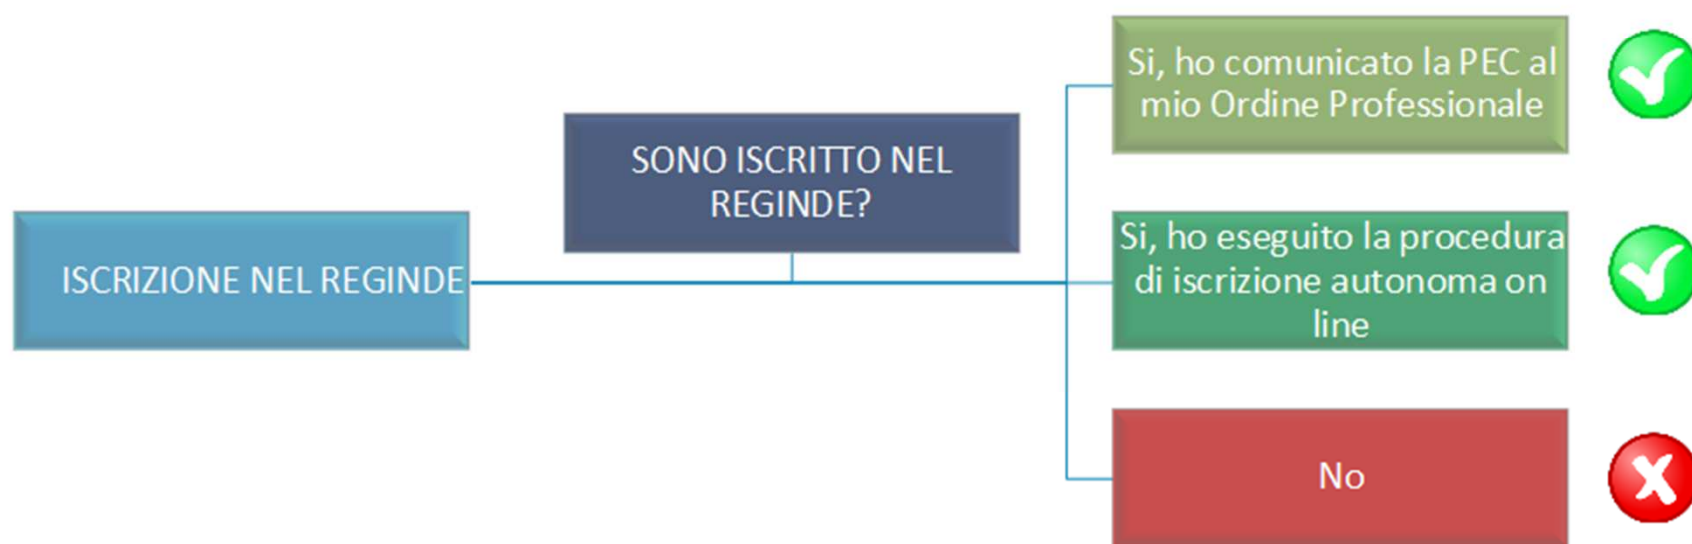 Si, ho comunicato la PEC al
mio Ordine Professionale
SONO ISCRITTO NEL
REGINDE?
ISCRIZIONE NEL REGINDE
Si, ho eseguito la procedura
di iscrizione autonoma on
line
No